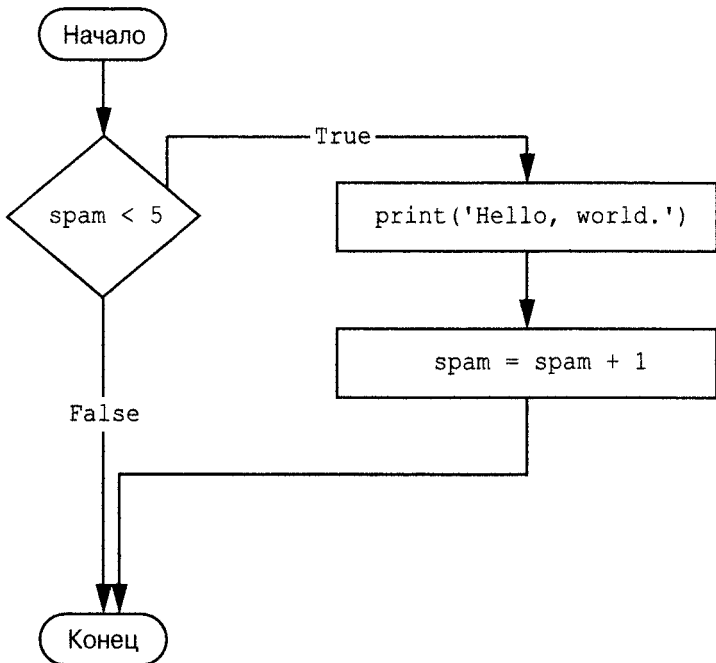 Начало
True
spam < 5
print('Hello, world.')
spam = spam + 1
False
Конец